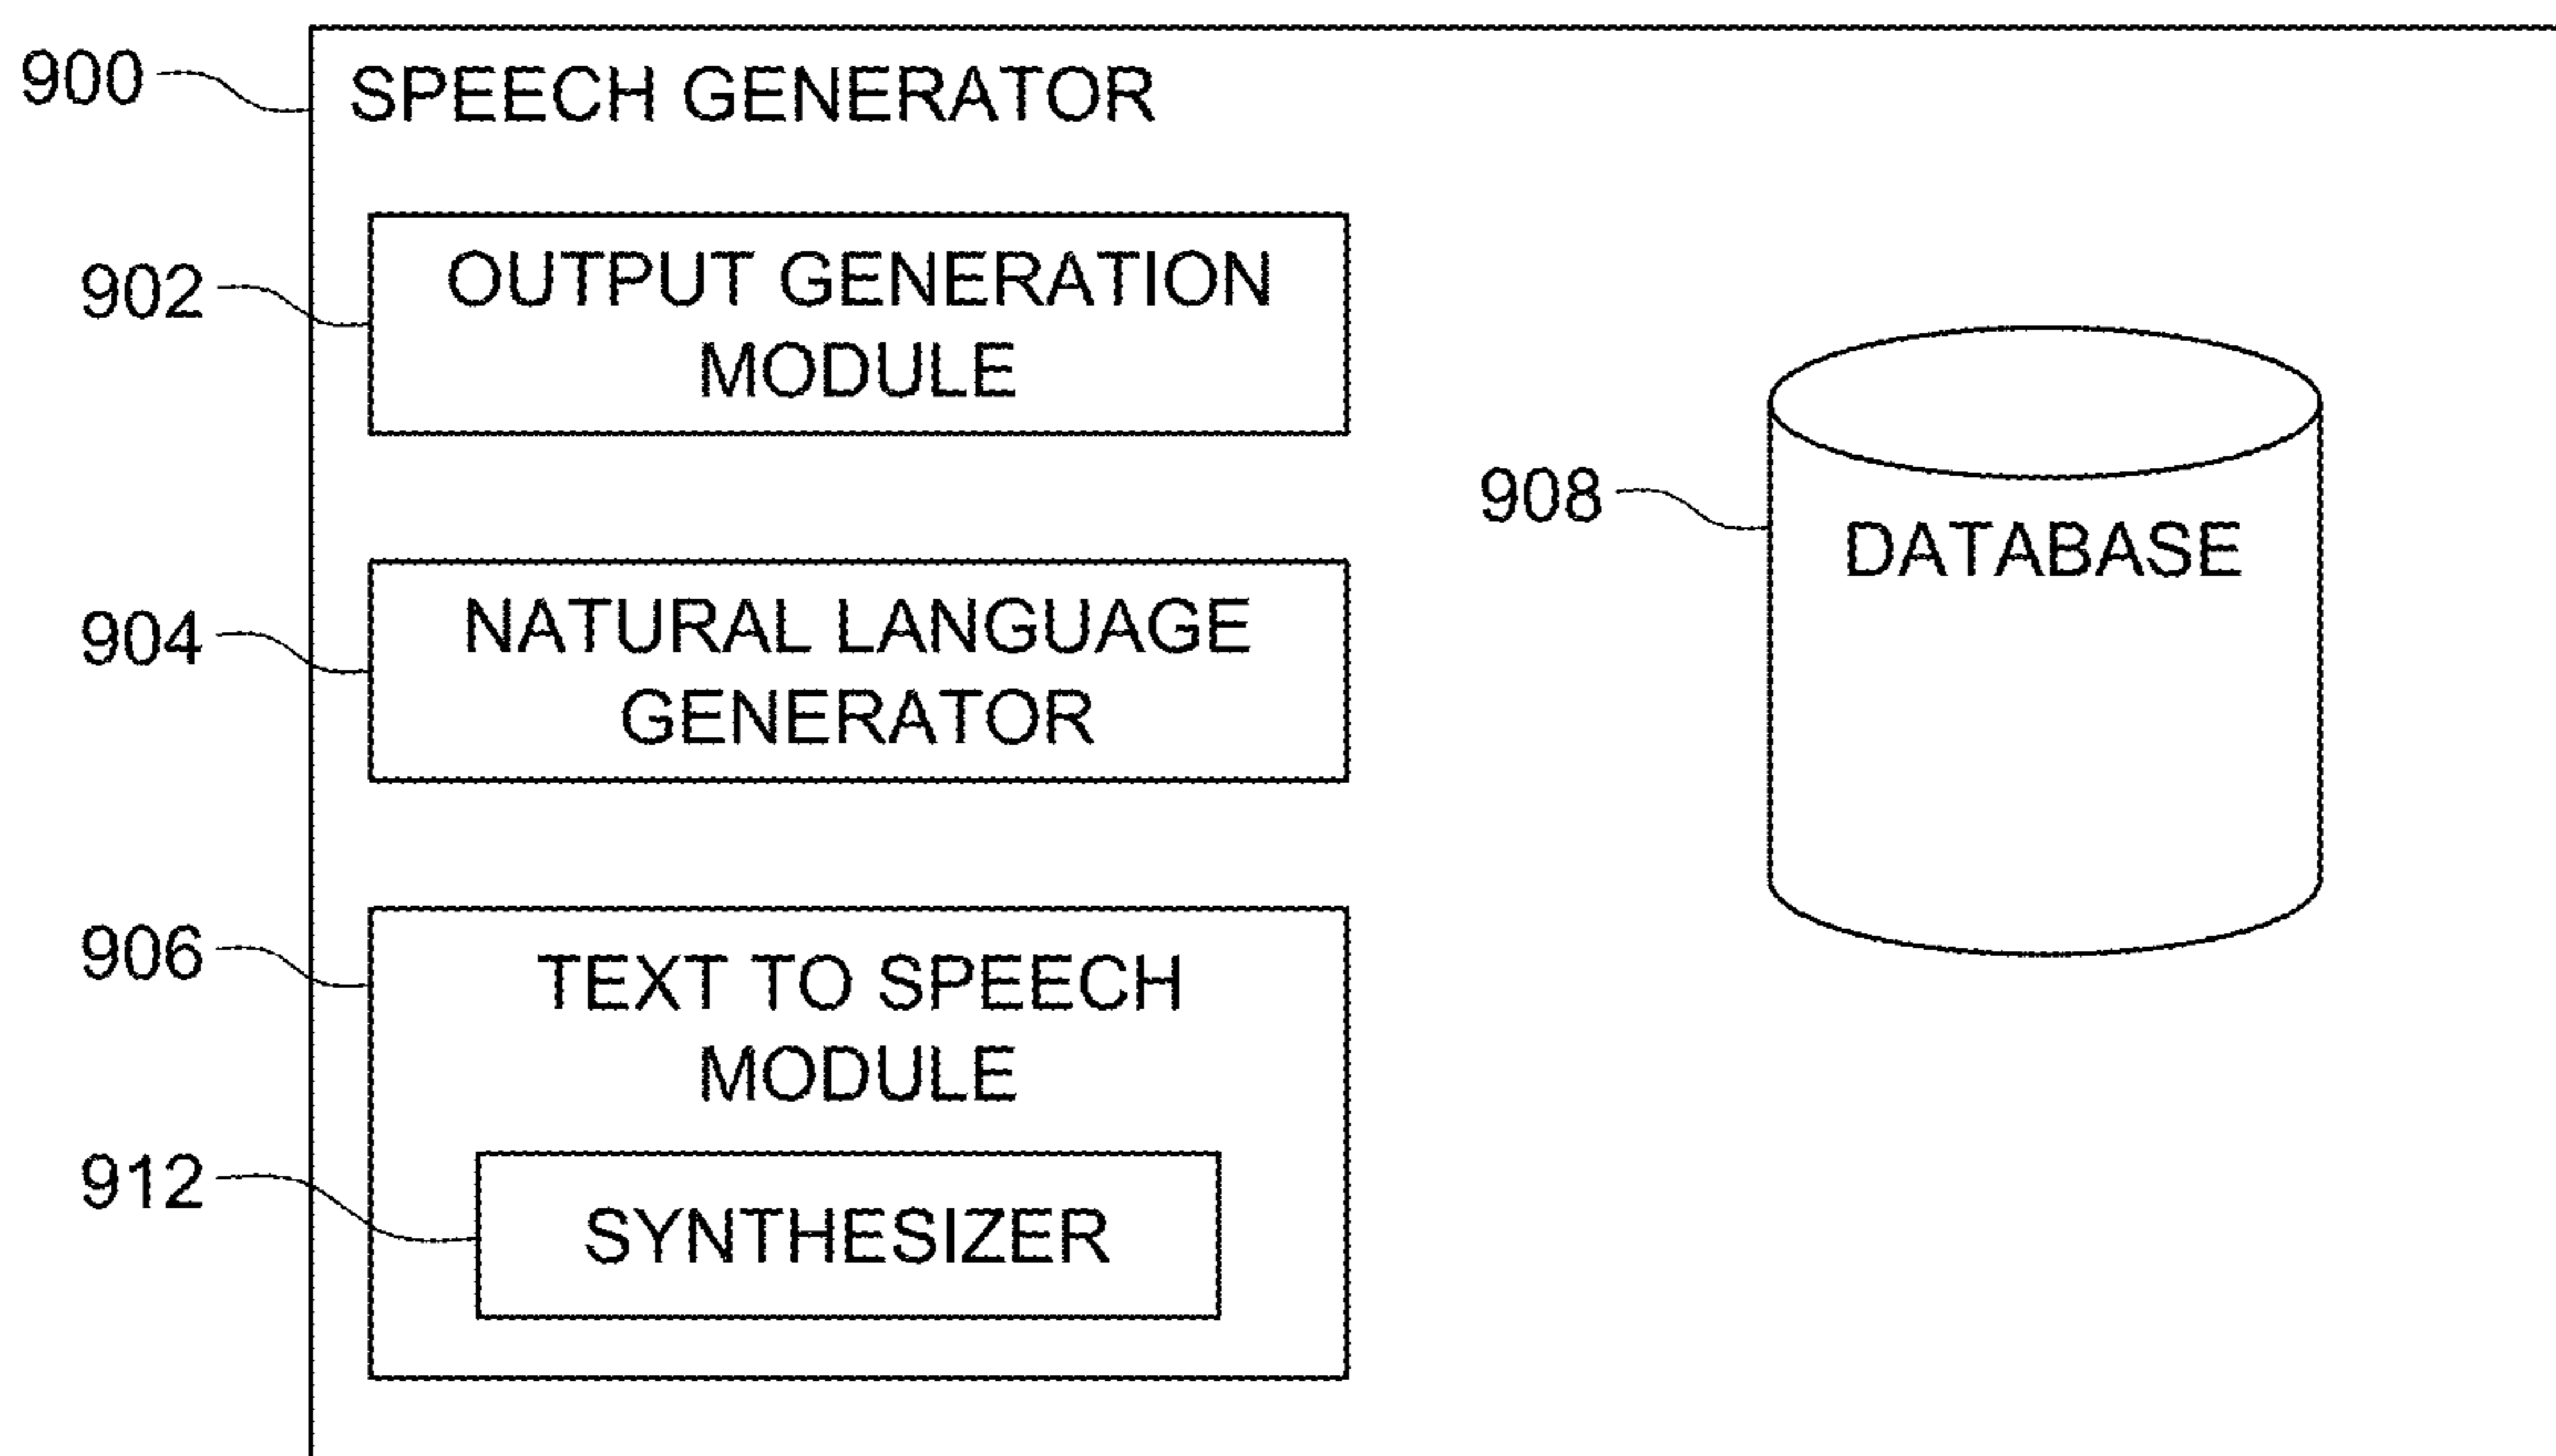 900
SPEECH GENERATOR
902
OUTPUT GENERATION
MODULE
908
DATABASE
904
NATURAL LANGUAGE
GENERATOR
906
TEXT TO SPEECH
MODULE
912
SYNTHESIZER